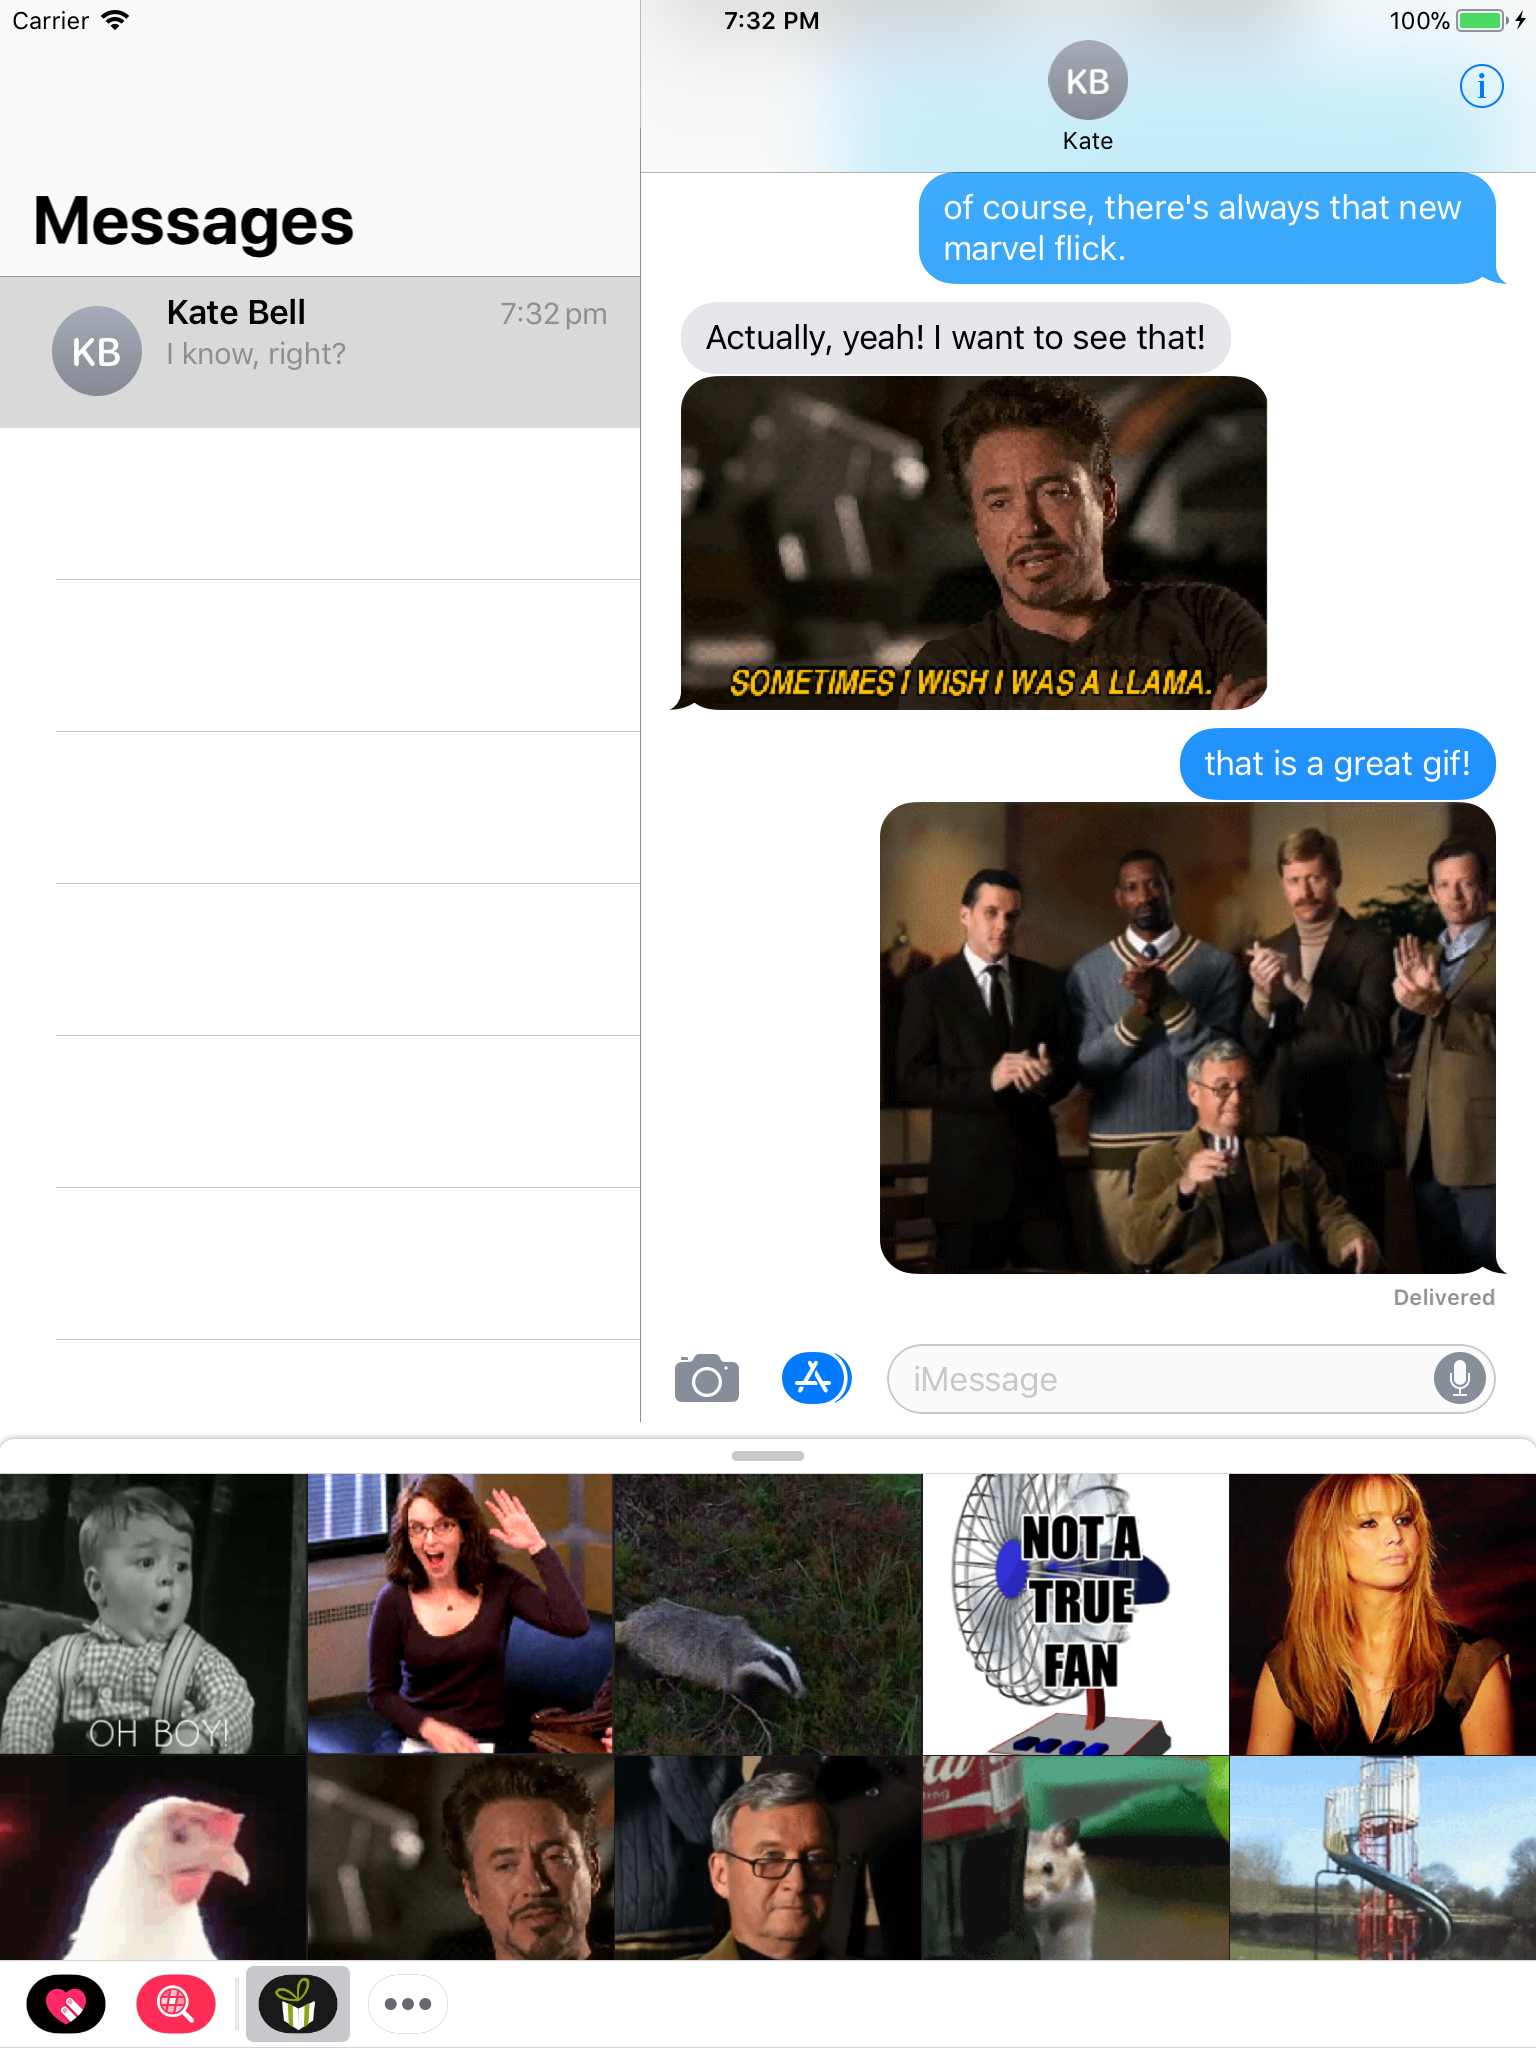 Carrier
7:32 PM
100%
KB
Kate
Messages
KB
Kate Bell
7:32 pm
I know, right?
of course, there's always that new
marvel flick.
Actually, yeah! I want to see that!
SOMETIMES I WISH I WAS A LLAMA.
that is a great gif!
Delivered
iMessage
OH BOY!
NOT A
TRUE
FAN